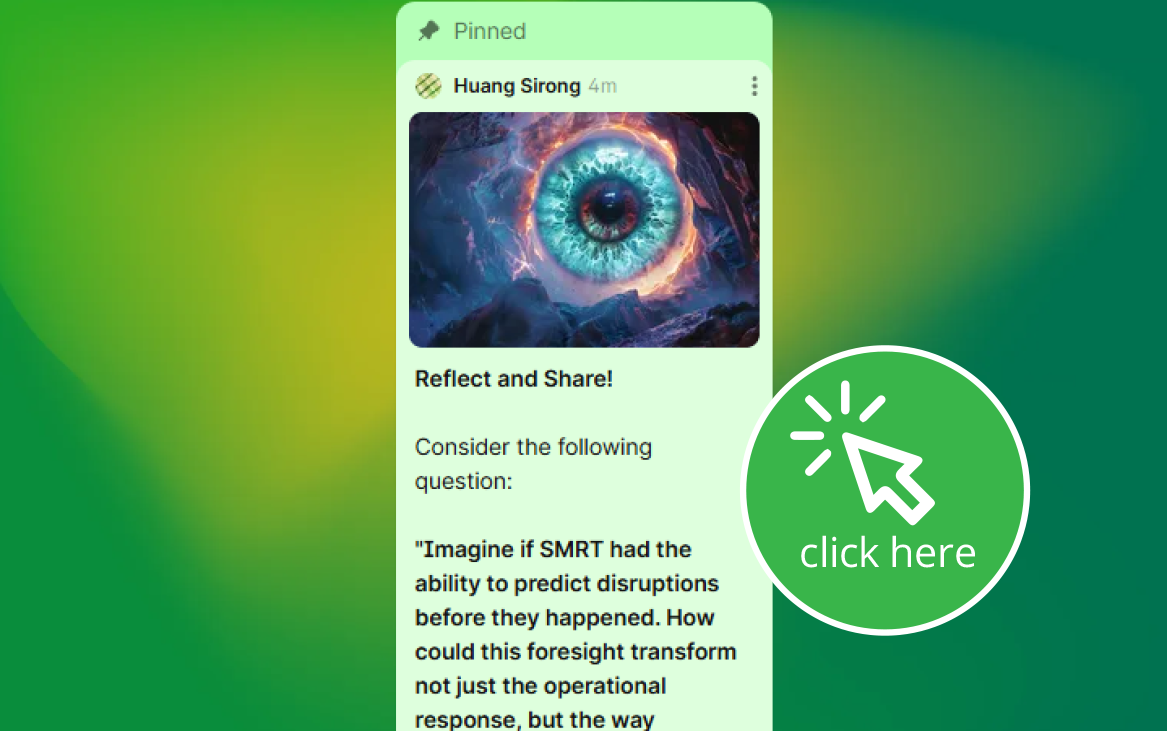 Pinned
Huang Sirong 4m
Reflect and Share!
Consider the following
question:
"Imagine if SMRT had the
ability to predict disruptions
before they happened. How
could this foresight transform
not just the operational
response, but the way
click here